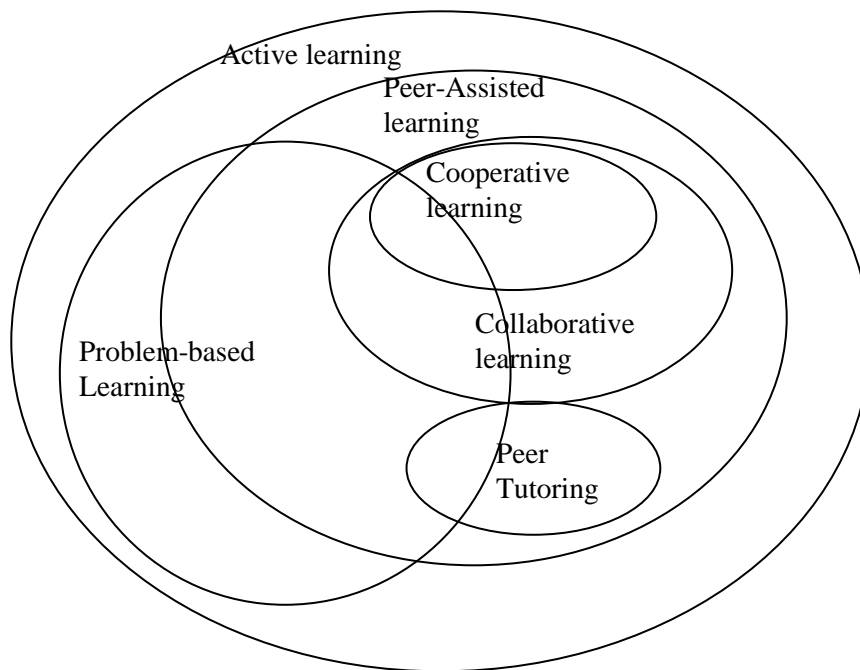 Active learning
Peer-Assisted
learning
Cooperative
learning
Collaborative
learning
Problem-based
Learning
Peer
Tutoring